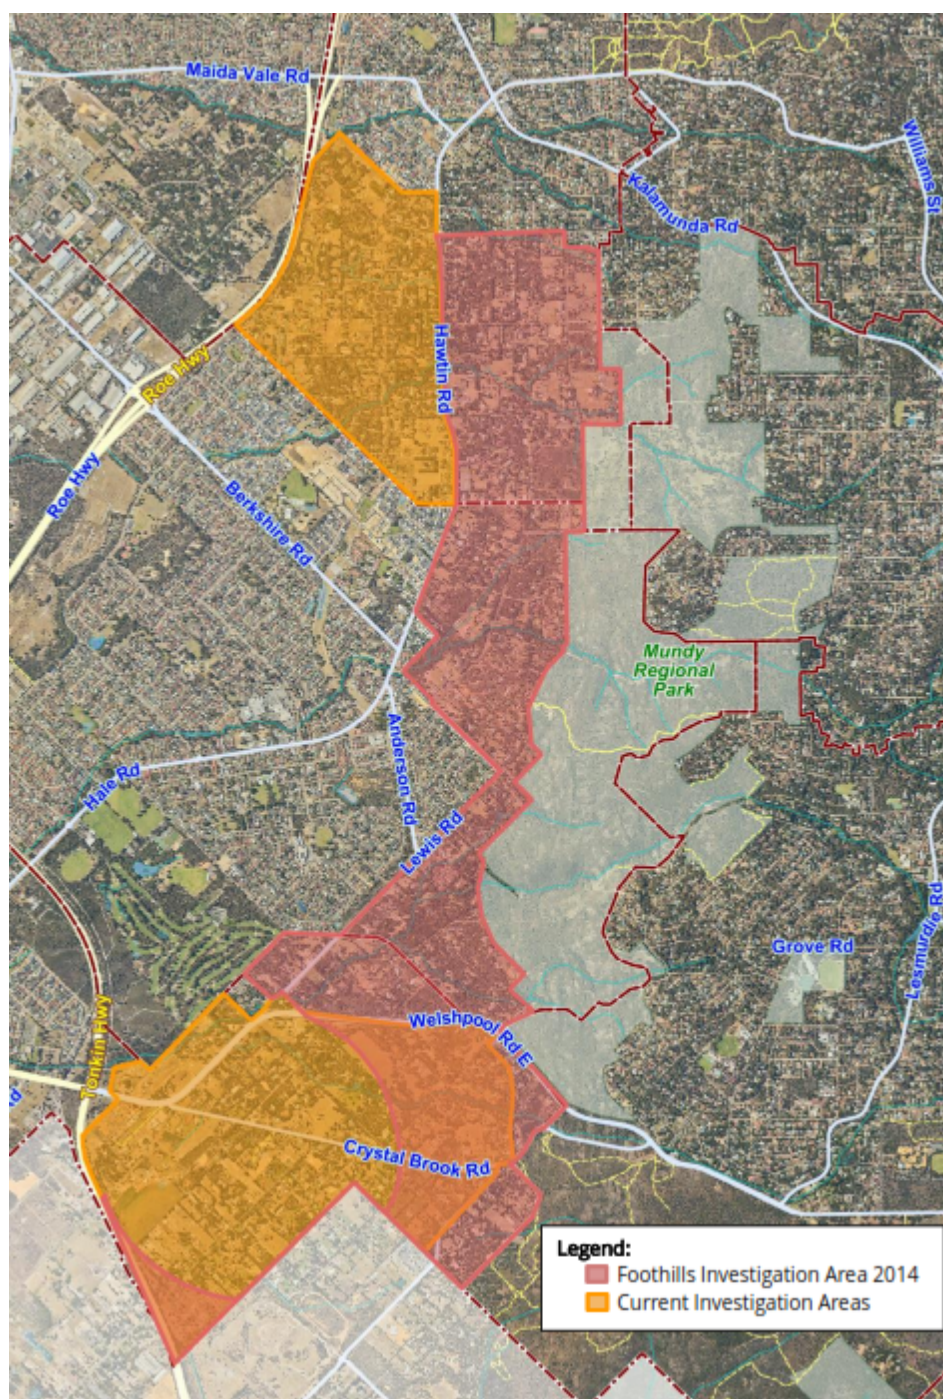 Maida Vale Rd
Williams St
Kalamunda Rd
Hawtin Rd
Roe Hwy
Roe Hwy
Berkshire Rd
Mundy
Regional
Park
Anderson Rd
Hale Rd
Lewis Rd
Grove Rd
Lesmurdie Rd
Tonkin Hwy
Welshpool Rd E
Rd
Crystal Brook Rd
Legend:
Foothills Investigation Area 2014
Current Investigation Areas